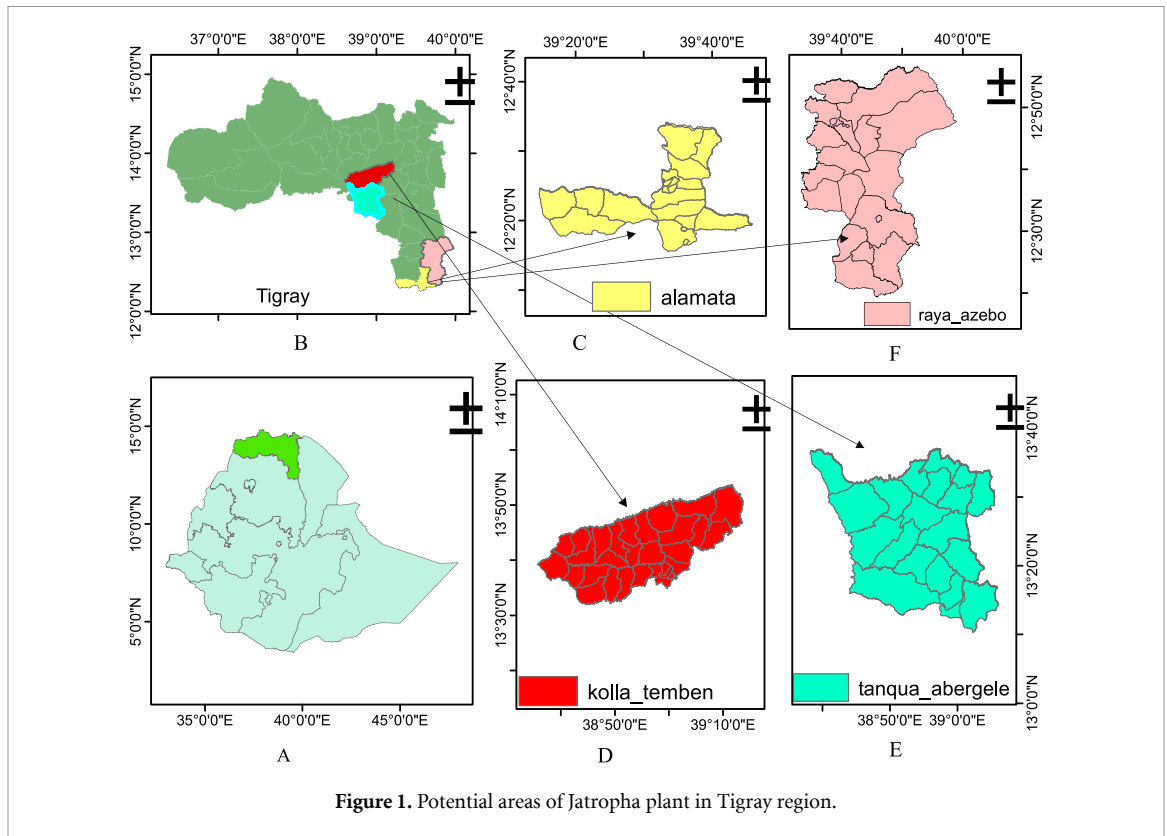 37°0'0"E
38°0'0"E
39°0'0"E
40°0'0"E
15°0'0"N
14°0'0"N
13°0'0"N
12°0'0"N
Tigray
B
39°20'0"E
39°40'0"E
12°40'0"N
12°20'0"N
alamata
C
39°40'0"E
40°0'0"E
12°50'0"N
12°30'0"N
raya_azebo
F
15°0'0"N
10°0'0"N
5°0'0"N
35°0'0"E
40°0'0"E
45°0'0"E
A
14°10'0"N
13°50'0"N
13°30'0"N
kolla_temben
38°50'0"E
39°10'0"E
D
13°40'0"N
13°20'0"N
13°0'0"N
tanqua_abergele
38°50'0"E
39°0'0"E
E
Figure 1. Potential areas of Jatropha plant in Tigray region.